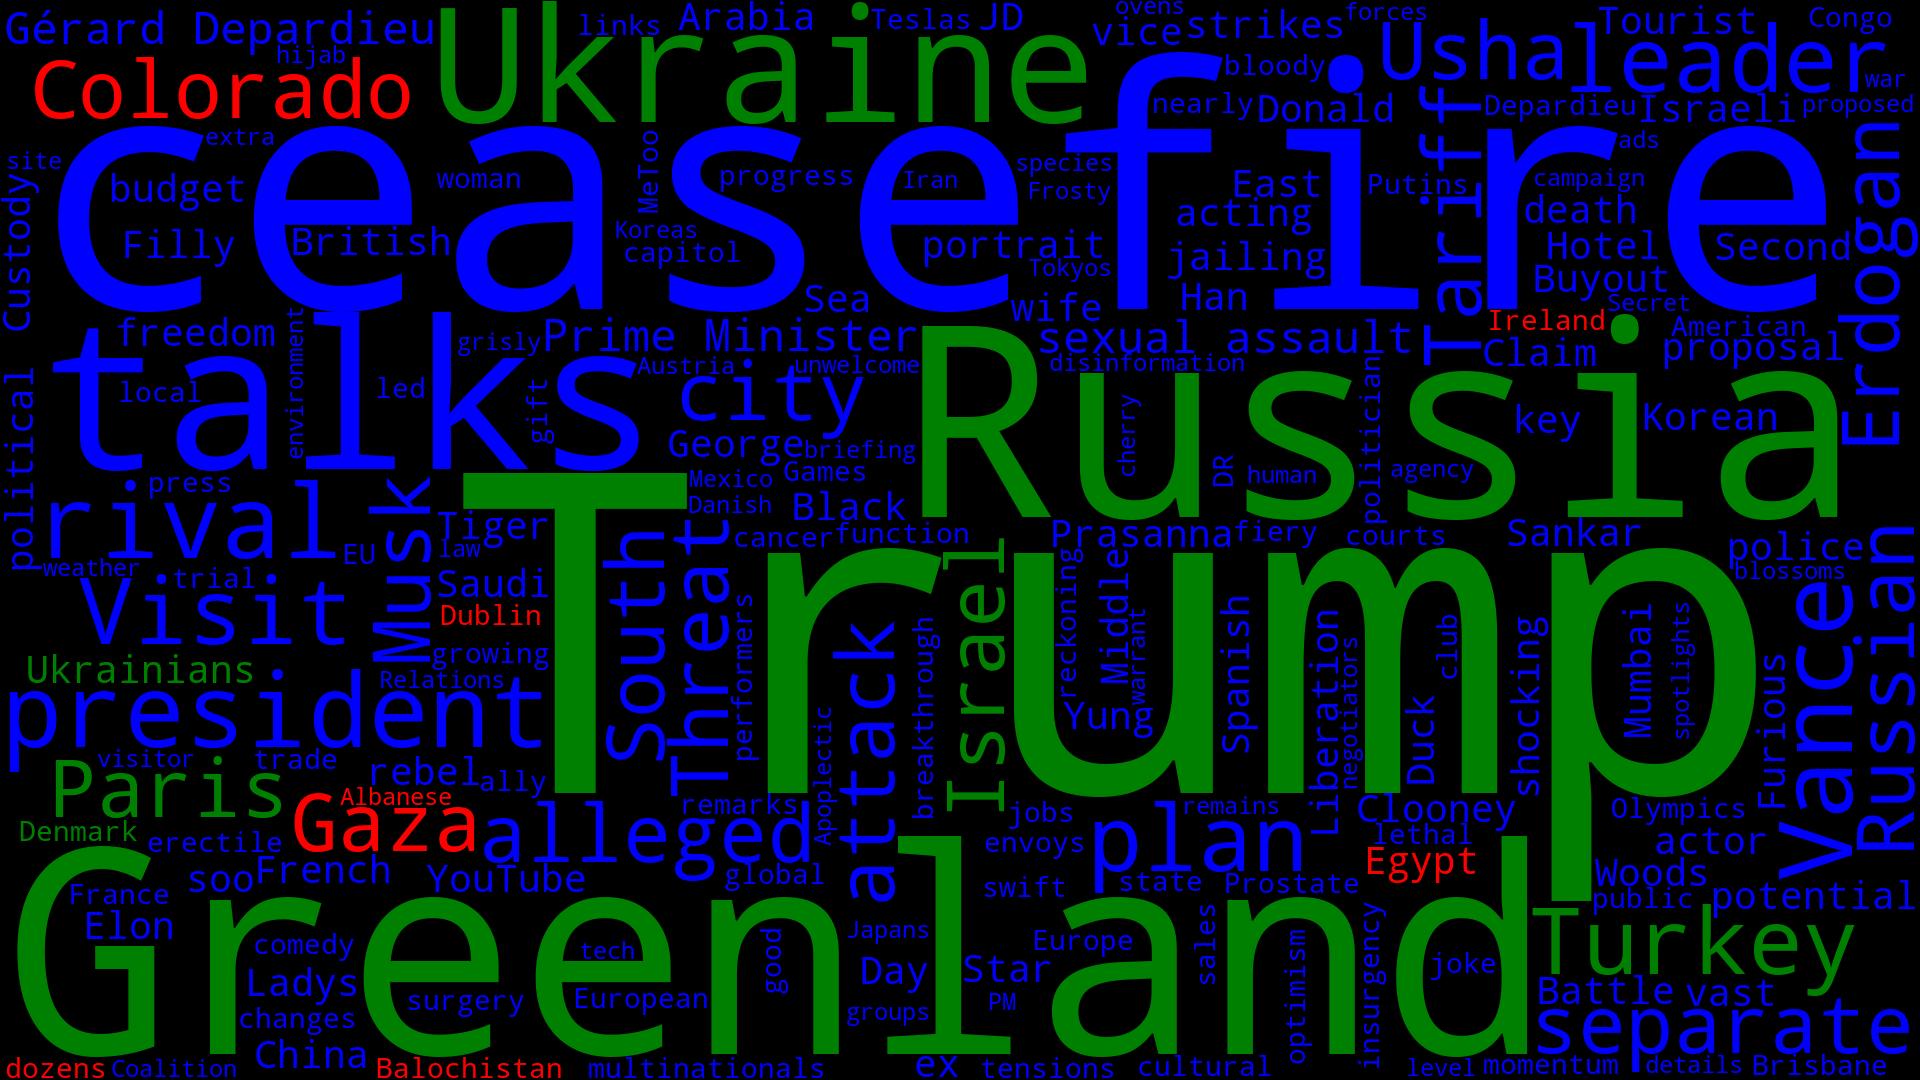 Gérard Depardieu
hijab
Colorado
Ukraine
links
Arabia
Teslas
JD
ovens
vice
strikes
forces
Usha
Tourist
Congo
leader
war
bloody
nearly
Donald
Depardieu
Israeli
proposed
ceasefire
extra
site
Custody
budget
woman
MeToo
progress
Iran
species
Frosty
East
Putins
Tariff
campaign
ads
Erdogan
Filly
British
Koreas
capitol
portrait
Tokyos
acting
jailing
death
Hotel
Second
Buyout
Secret
Sea
wife
Han
freedom
talks
grisly
Prime Minister
Russia
sexual assault
Ireland
American
Claim
proposal
local
environment
led
gift
Austria
unwelcome
disinformation
city
George
briefing
cherry
politician
key
Korean
political
press
rival
Musk
Mexico
Games
Danish
Black
DR
human
agency
Trump
Tiger
South
Threat
cancer
function
Prasanna
fiery
courts
Sankar
police
blossoms
EU
law
weather
trial
Saudi
Visit
Dublin
Israel
reckoning
Middle
warrant
Spanish
Liberation
negotiators
club
shocking
Mumbai
spotlights
Vance
Russian
Ukrainians
growing
Relations
performers
attack
breakthrough
Yung
Duck
Furious
president
visitor
trade
rebel
ally
Apoplectic
Paris
Albanese
Gaza
alleged
remarks
jobs
remains
plan
Clooney
Olympics
Denmark
erectile
envoys
lethal
Egypt
actor
Greenland
soo
French
YouTube
global
swift
state
Prostate
Woods
public
potential
France
Elon
comedy
tech
good
Japans
Europe
sales
optimism
insurgency
joke
Turkey
Ladys
surgery
European
Day
Star
Battle
vast
changes
groups
PM
separate
China
dozens
Coalition
Balochistan
multinationals
ex
tensions
cultural
level
momentum
details
Brisbane